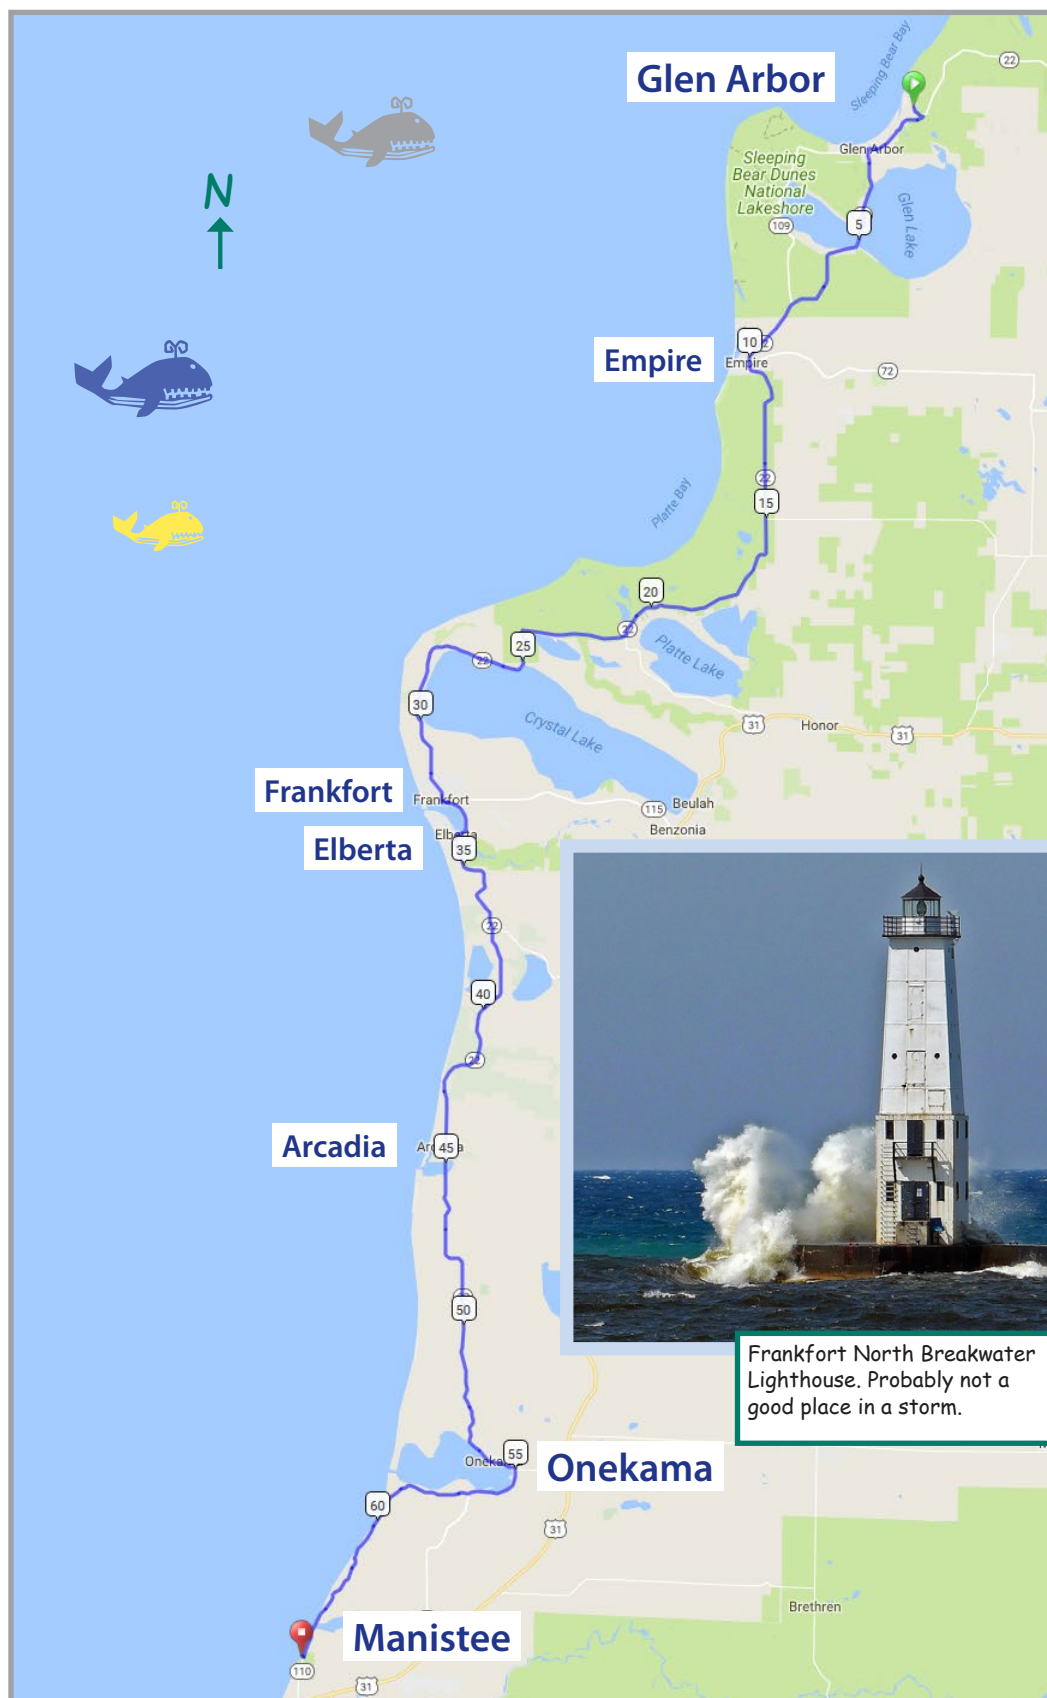 Glen Arbor
Sleeping Bear Bay
22
Glen Arbor
Sleeping
Bear Dunes
National
Lakeshore
Glen Lake
N
109
5
10
Empire
Empire
72
22
15
Platte Bay
20
22
25
22
Platte Lake
30
Crystal Lake
31
Honor
31
Frankfort
Frankfort
115
Beulah
Benzonia
Elberta
35
22
40
22
Arcadia
45
50
Frankfort North Breakwater
Lighthouse. Probably not a
good place in a storm.
55
Onekama
60
31
Brethren
Manistee
110
31